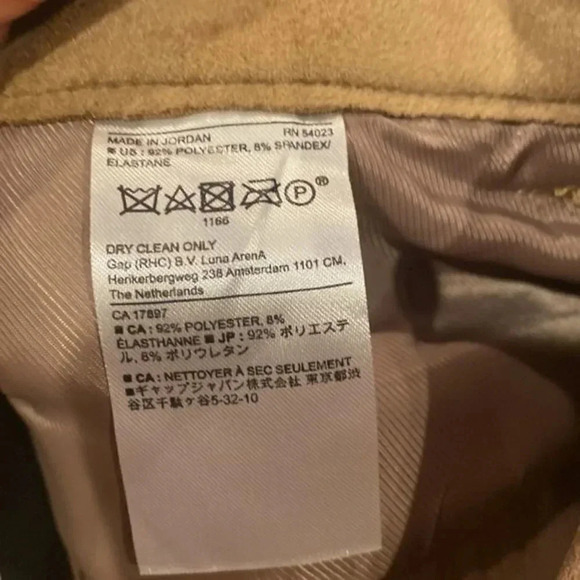 MADE IN JORDAN RN 54023
■ US : 92% POLYESTER, 8% SPANDEX/
ELASTANE
P®
1166
DRY CLEAN ONLY
Gap (RHC) B.V. Luna ArenA
Herikerbergweg 238 Amsterdam 1101 CM,
The Netherlands
CA 17897
■ CA : 92% POLYESTER, 8%
ÉLASTHANNE ■ JP : 92% ポリエステ
ル, 8% ポリウレタン
■ CA : NETTOYER À SEC SEULEMENT
■ギャップジャパン株式会社 東京都渋
谷区千駄ヶ谷5-32-10